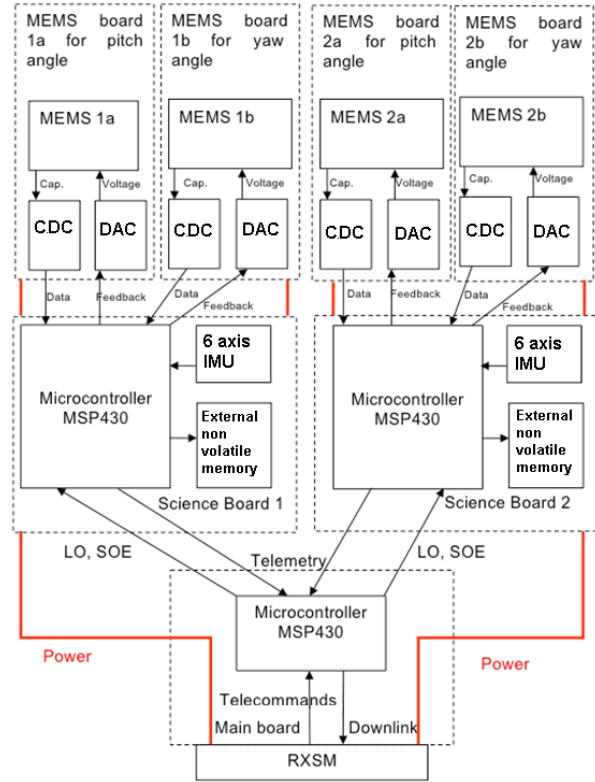 MEMS board
1a for pitch
angle
MEMS board
1b for yaw
angle
MEMS board
2a for pitch
angle
MEMS board
2b for yaw
angle
MEMS 1a
MEMS 1b
MEMS 2a
MEMS 2b
Cap.
Voltage
Cap.
Voltage
Cap.
Voltage
Cap.
Voltage
CDC
DAC
CDC
DAC
CDC
DAC
CDC
DAC
Data
Feedback
Data
Feedback
Data
Feedback
Data
Feedback
Microcontroller
MSP430
6 axis
IMU
External
non
volatile
memory
Science Board 1
Microcontroller
MSP430
6 axis
IMU
External
non
volatile
memory
Science Board 2
LO, SOE
Telemetry
LO, SOE
Microcontroller
MSP430
Power
Power
Telecommands
Main board
Downlink
RXSM